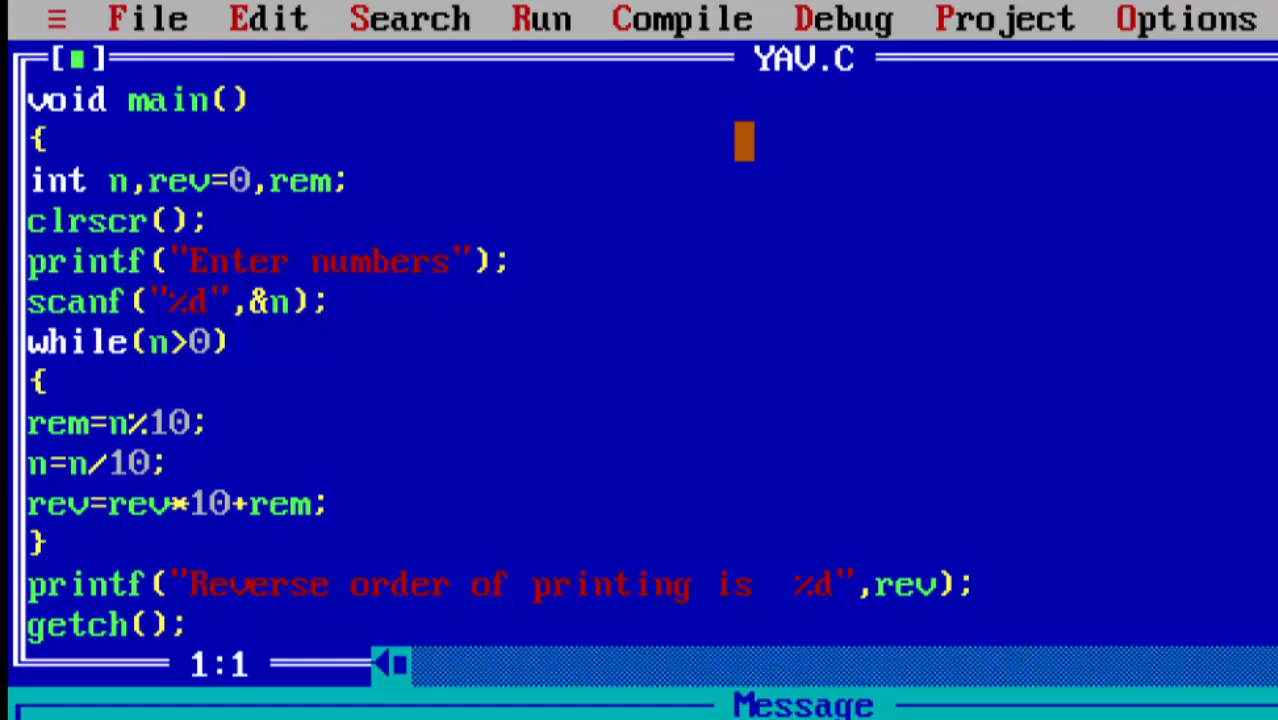 ≡ File Edit Search Run Compile Debug Project Options
[■] YAV.C
void main()
{
int n,rev=0,rem;
clrscr();
printf("Enter numbers");
scanf("%d",&n);
while(n>0)
{
rem=n%10;
n=n/10;
rev=rev*10+rem;
}
printf("Reverse order of printing is  %d",rev);
getch();
1:1
Message